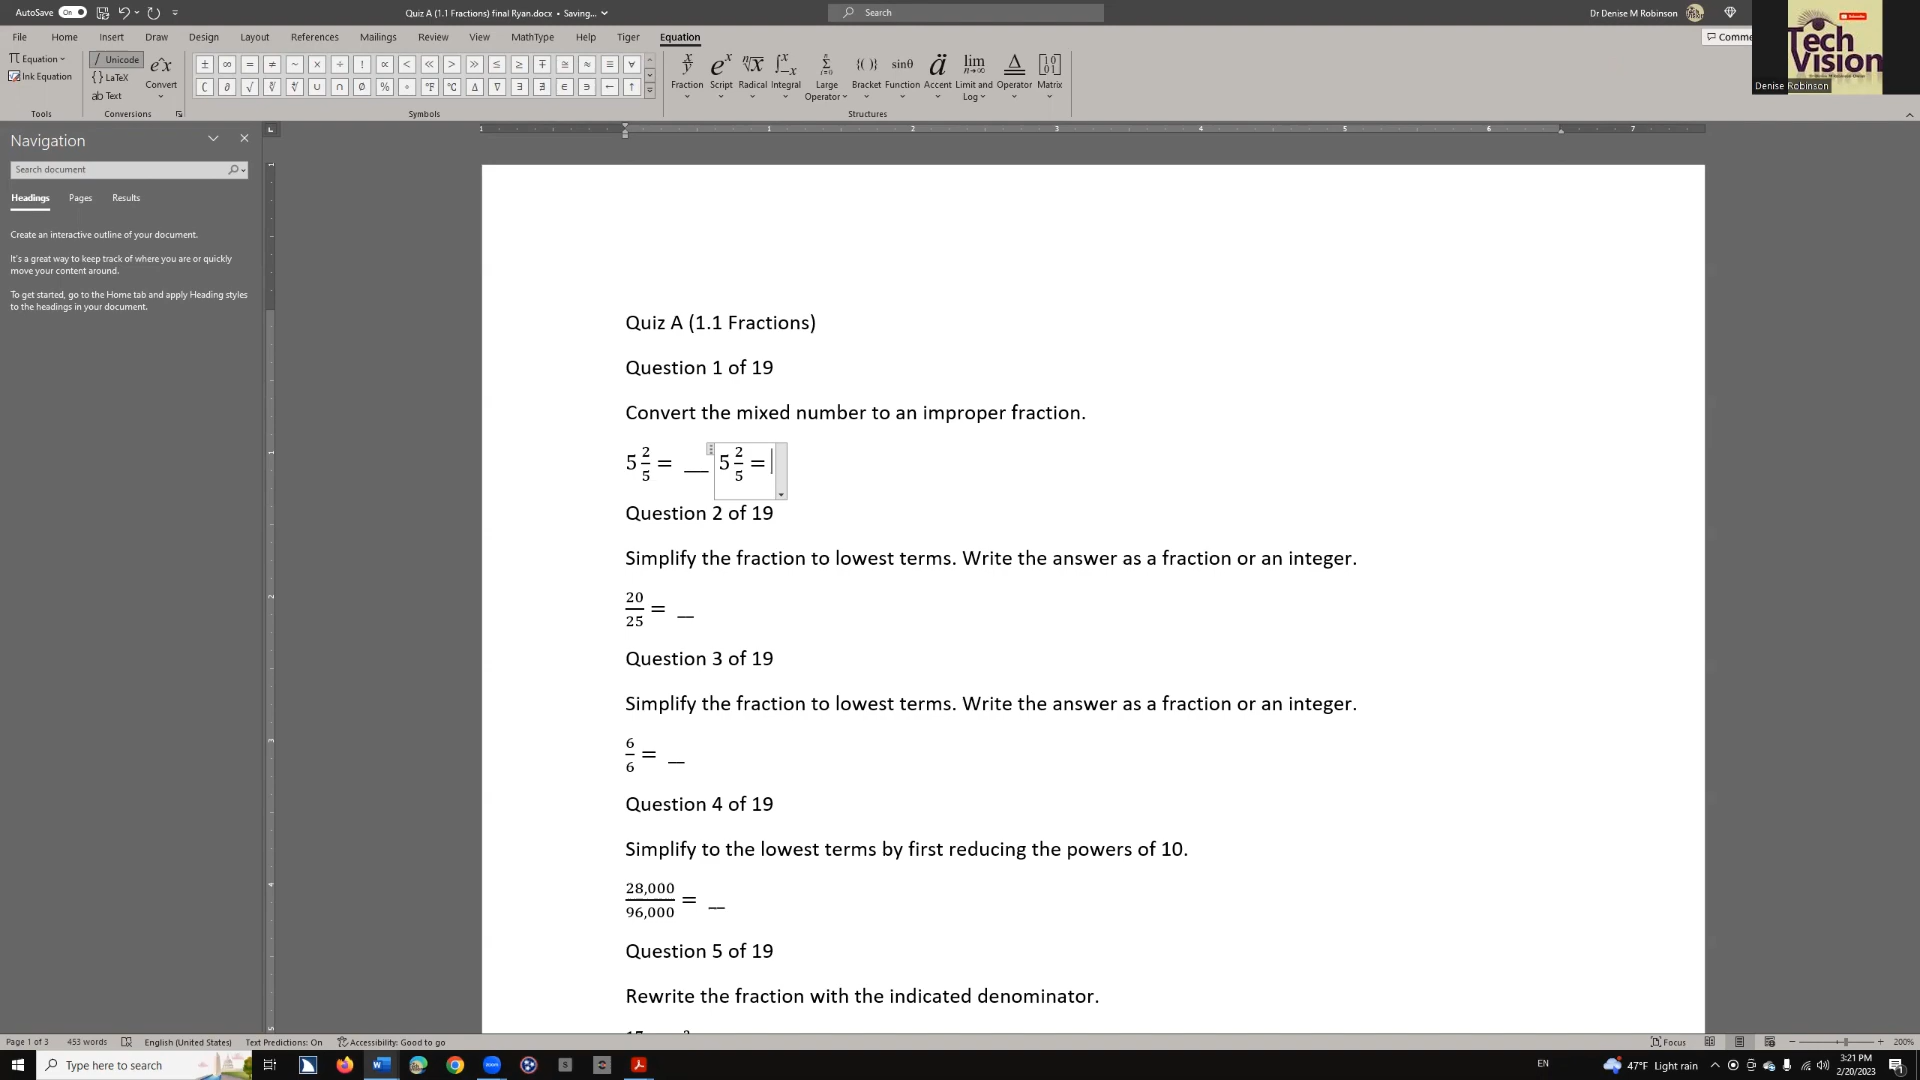 AutoSave On Quiz A (1.1 Fractions) final Ryan.docx • Saving... Search Dr Denise M Robinson
File Home Insert Draw Design Layout References Mailings Review View MathType Help Tiger Equation Comme
Equation Ink Equation Tools
Unicode LaTeX ab Text Convert Conversions
± ∞ = ≠ ~ × ÷ ! ∝ < ≪ > ≫ ≤ ≥ ∓ ≅ ≈ ≡ ∀
∁ ∂ √ ∛ ∜ ∪ ∩ ∅ % ° ℉ ℃ ∆ ∇ ∃ ∄ ∈ ∋ ← ↑
Symbols
Fraction Script Radical Integral Large Operator Bracket Function Accent Limit and Log Operator Matrix
Structures
Tech Vision
Denise Robinson
Navigation
Search document
Headings Pages Results
Create an interactive outline of your document.
It's a great way to keep track of where you are or quickly
move your content around.
To get started, go to the Home tab and apply Heading styles
to the headings in your document.
Quiz A (1.1 Fractions)
Question 1 of 19
Convert the mixed number to an improper fraction.
5 2/5 = __ 5 2/5 =
Question 2 of 19
Simplify the fraction to lowest terms. Write the answer as a fraction or an integer.
20/25 = __
Question 3 of 19
Simplify the fraction to lowest terms. Write the answer as a fraction or an integer.
6/6 = __
Question 4 of 19
Simplify to the lowest terms by first reducing the powers of 10.
28,000/96,000 = __
Question 5 of 19
Rewrite the fraction with the indicated denominator.
Page 1 of 3 453 words English (United States) Text Predictions: On Accessibility: Good to go Focus 200%
Type here to search EN 47°F Light rain 3:21 PM
2/20/2023